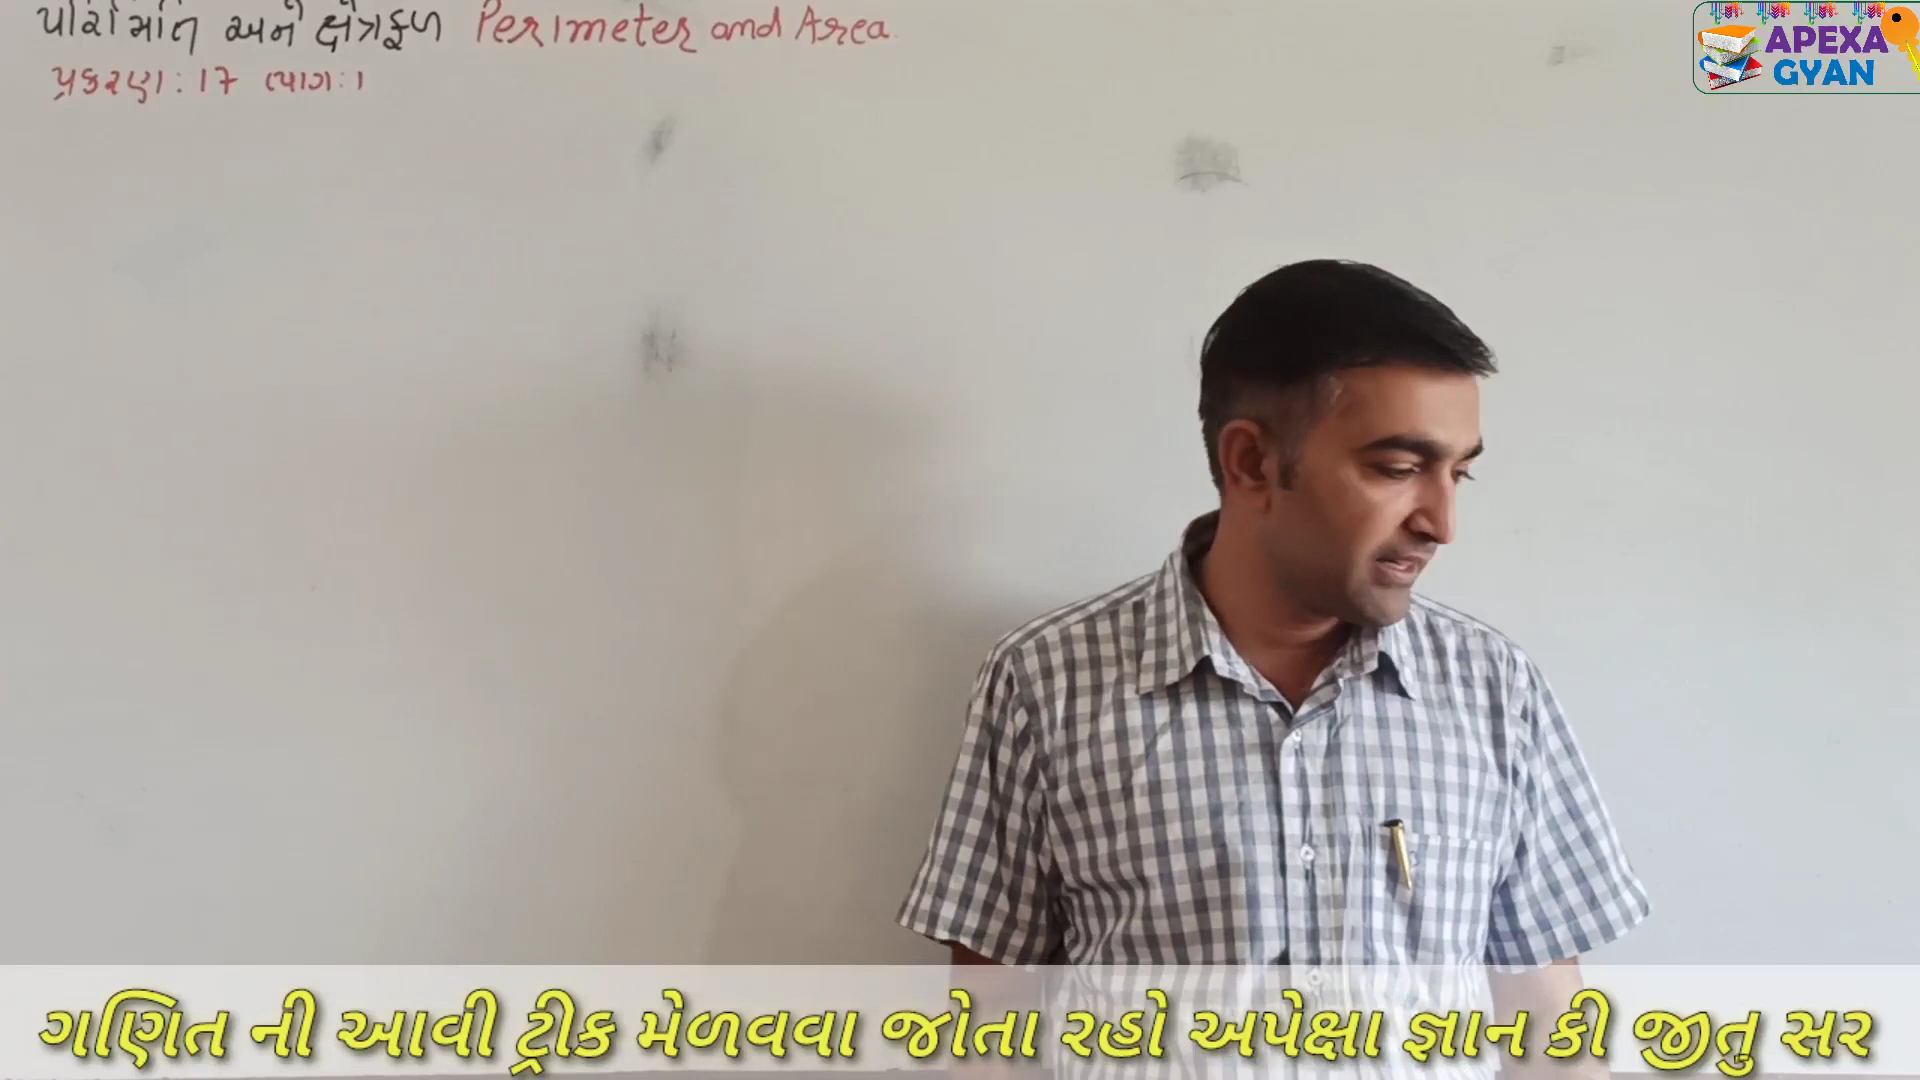 પરિમિતિ અને ક્ષેત્રફળ Perimeter and Area.
પ્રકરણ : 17 ભાગ : 1
APEXA
GYAN
ગણિત ની આવી ટ્રીક મેળવવા જોતા રહો અપેક્ષા જ્ઞાન કી જીતુ સર